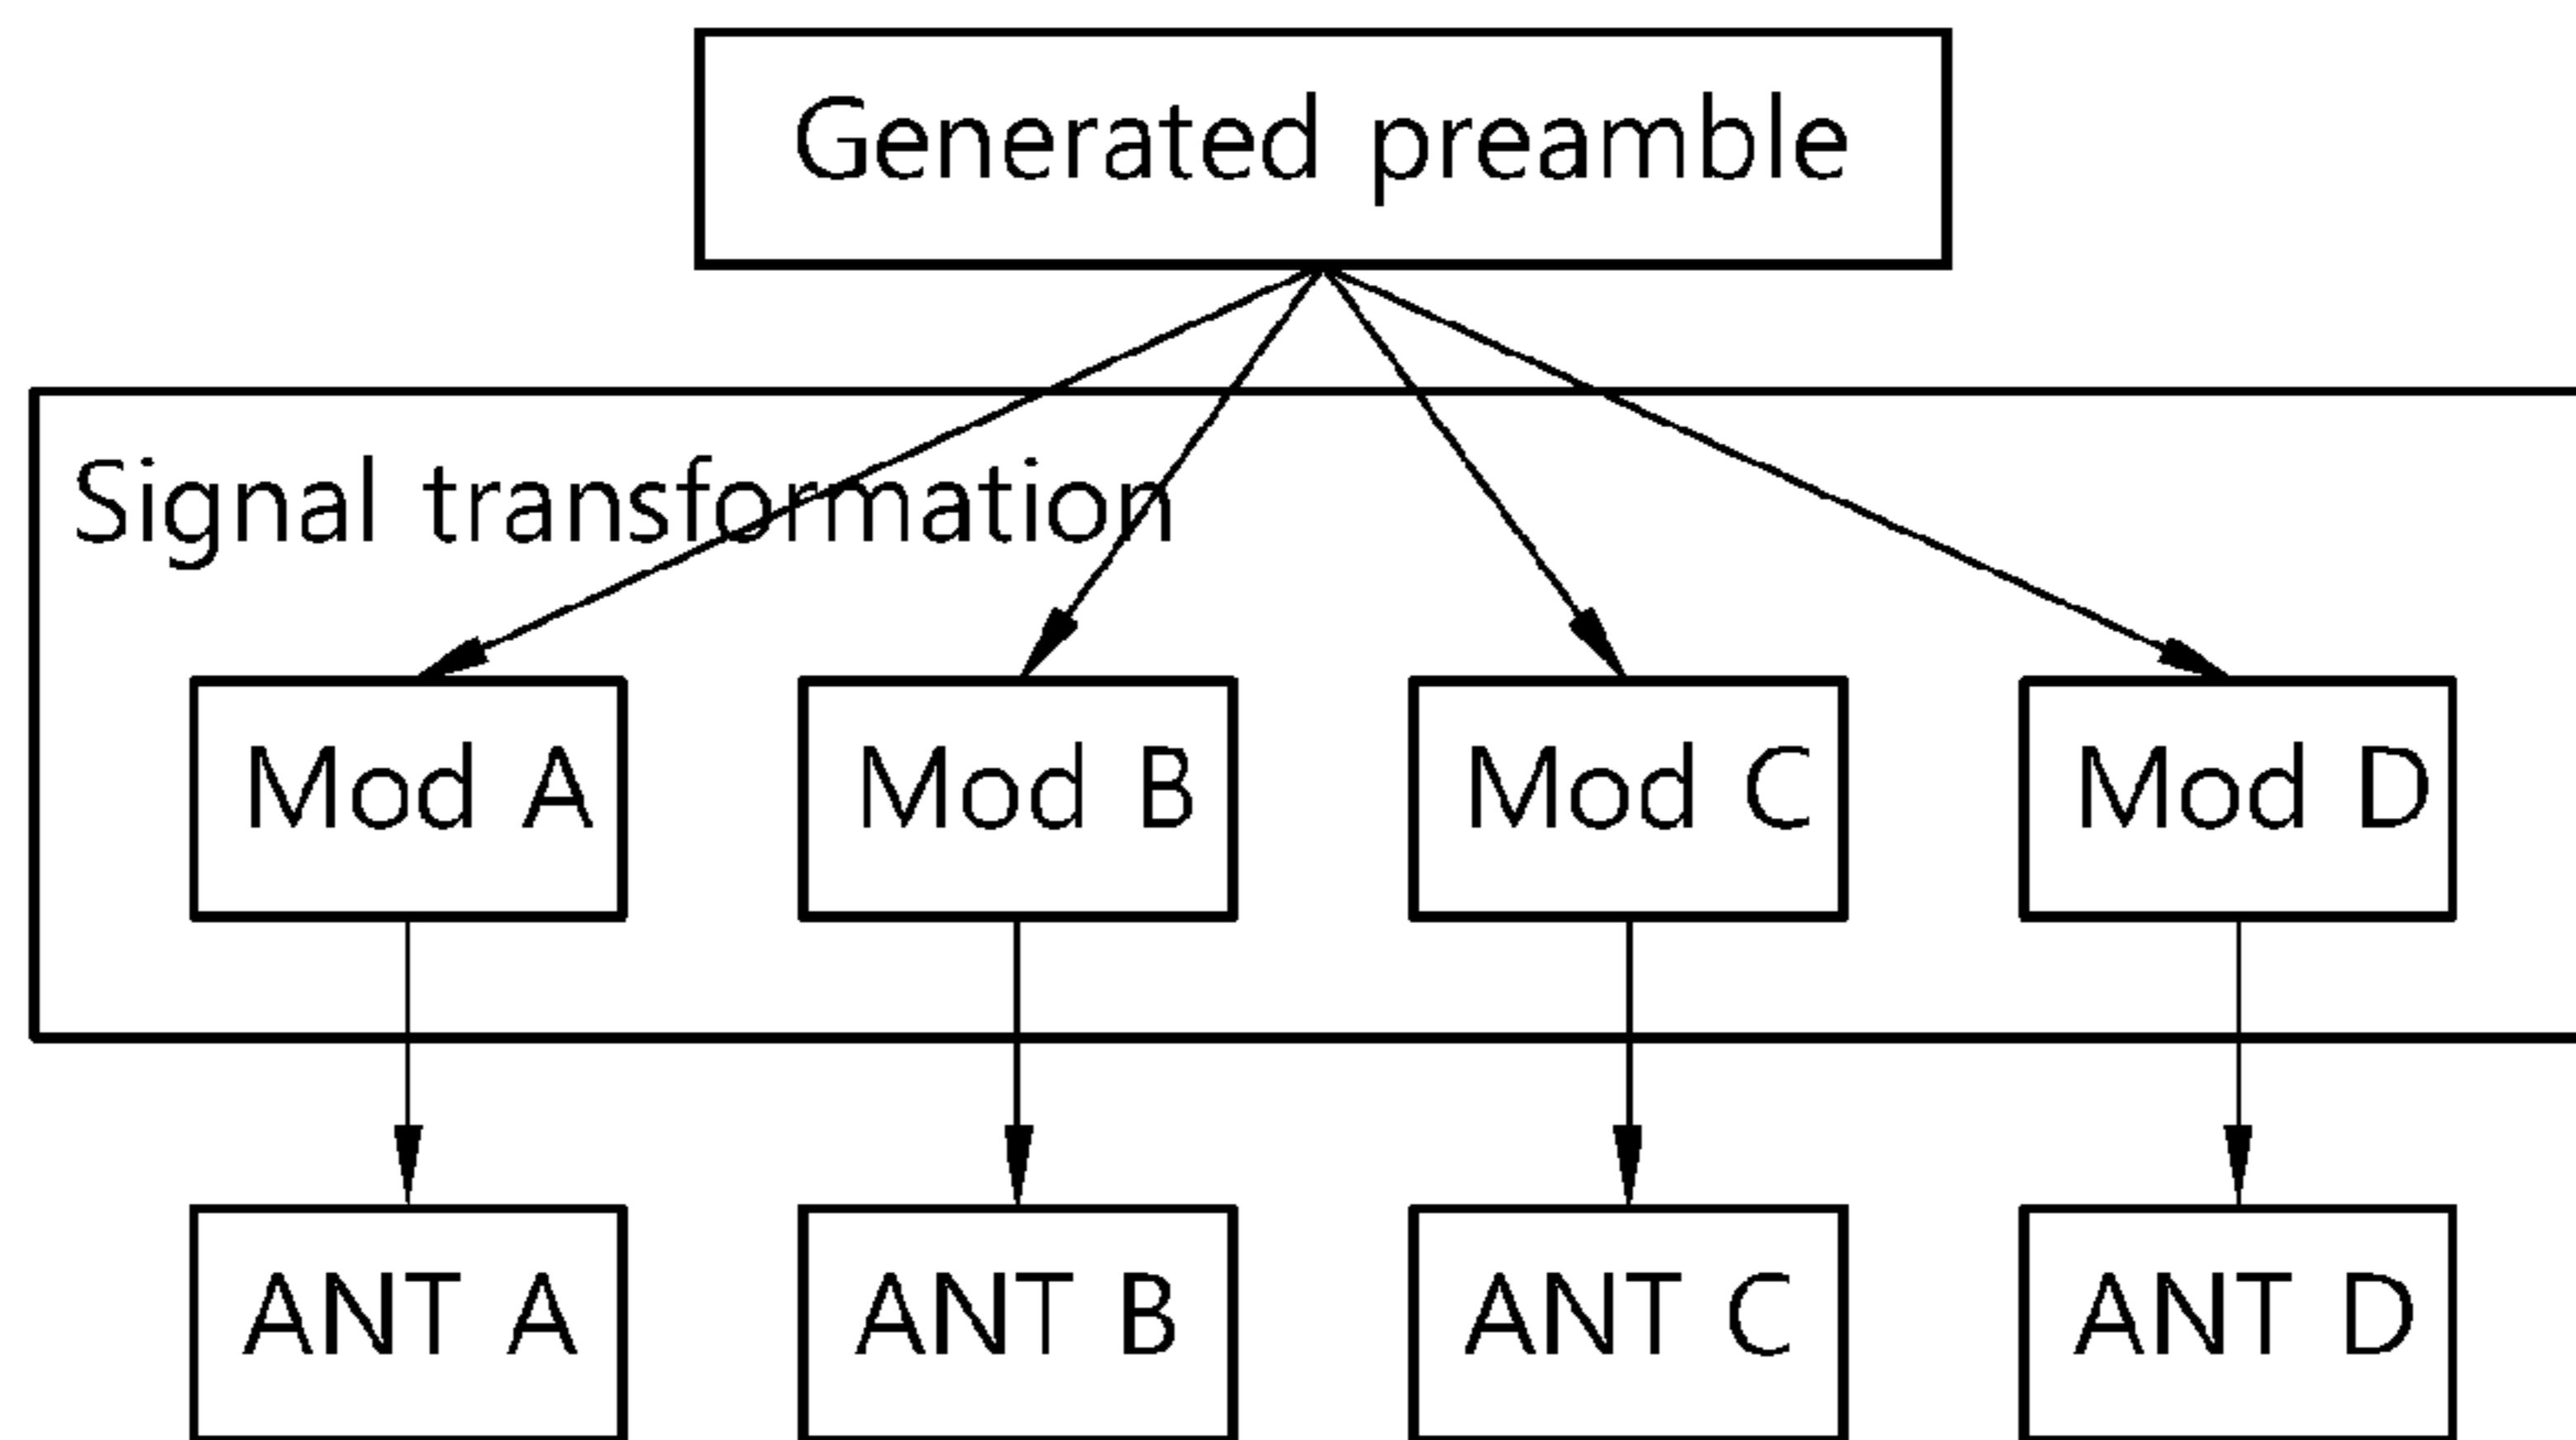 Generated preamble
Signal transformation
Mod A
Mod B
Mod C
Mod D
ANT A
ANT B
ANT C
ANT D